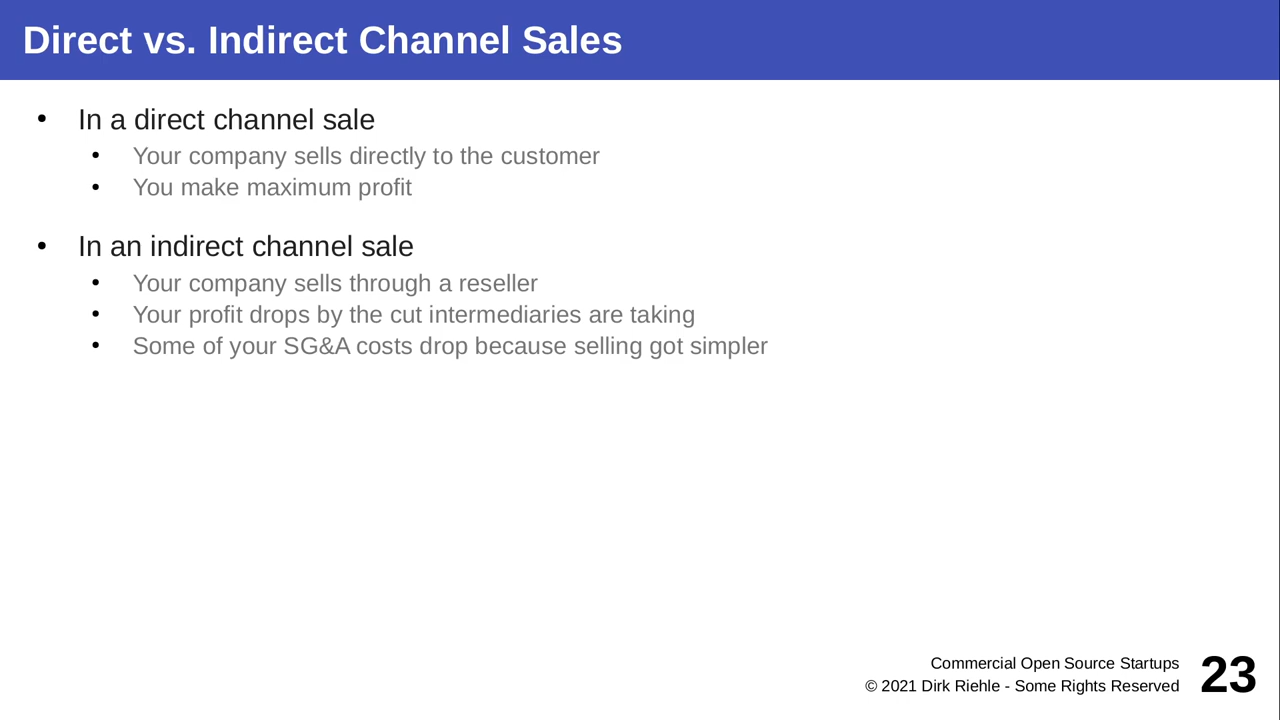 Direct vs. Indirect Channel Sales
• In a direct channel sale
• Your company sells directly to the customer
• You make maximum profit
• In an indirect channel sale
• Your company sells through a reseller
• Your profit drops by the cut intermediaries are taking
• Some of your SG&A costs drop because selling got simpler
Commercial Open Source Startups
© 2021 Dirk Riehle - Some Rights Reserved
23